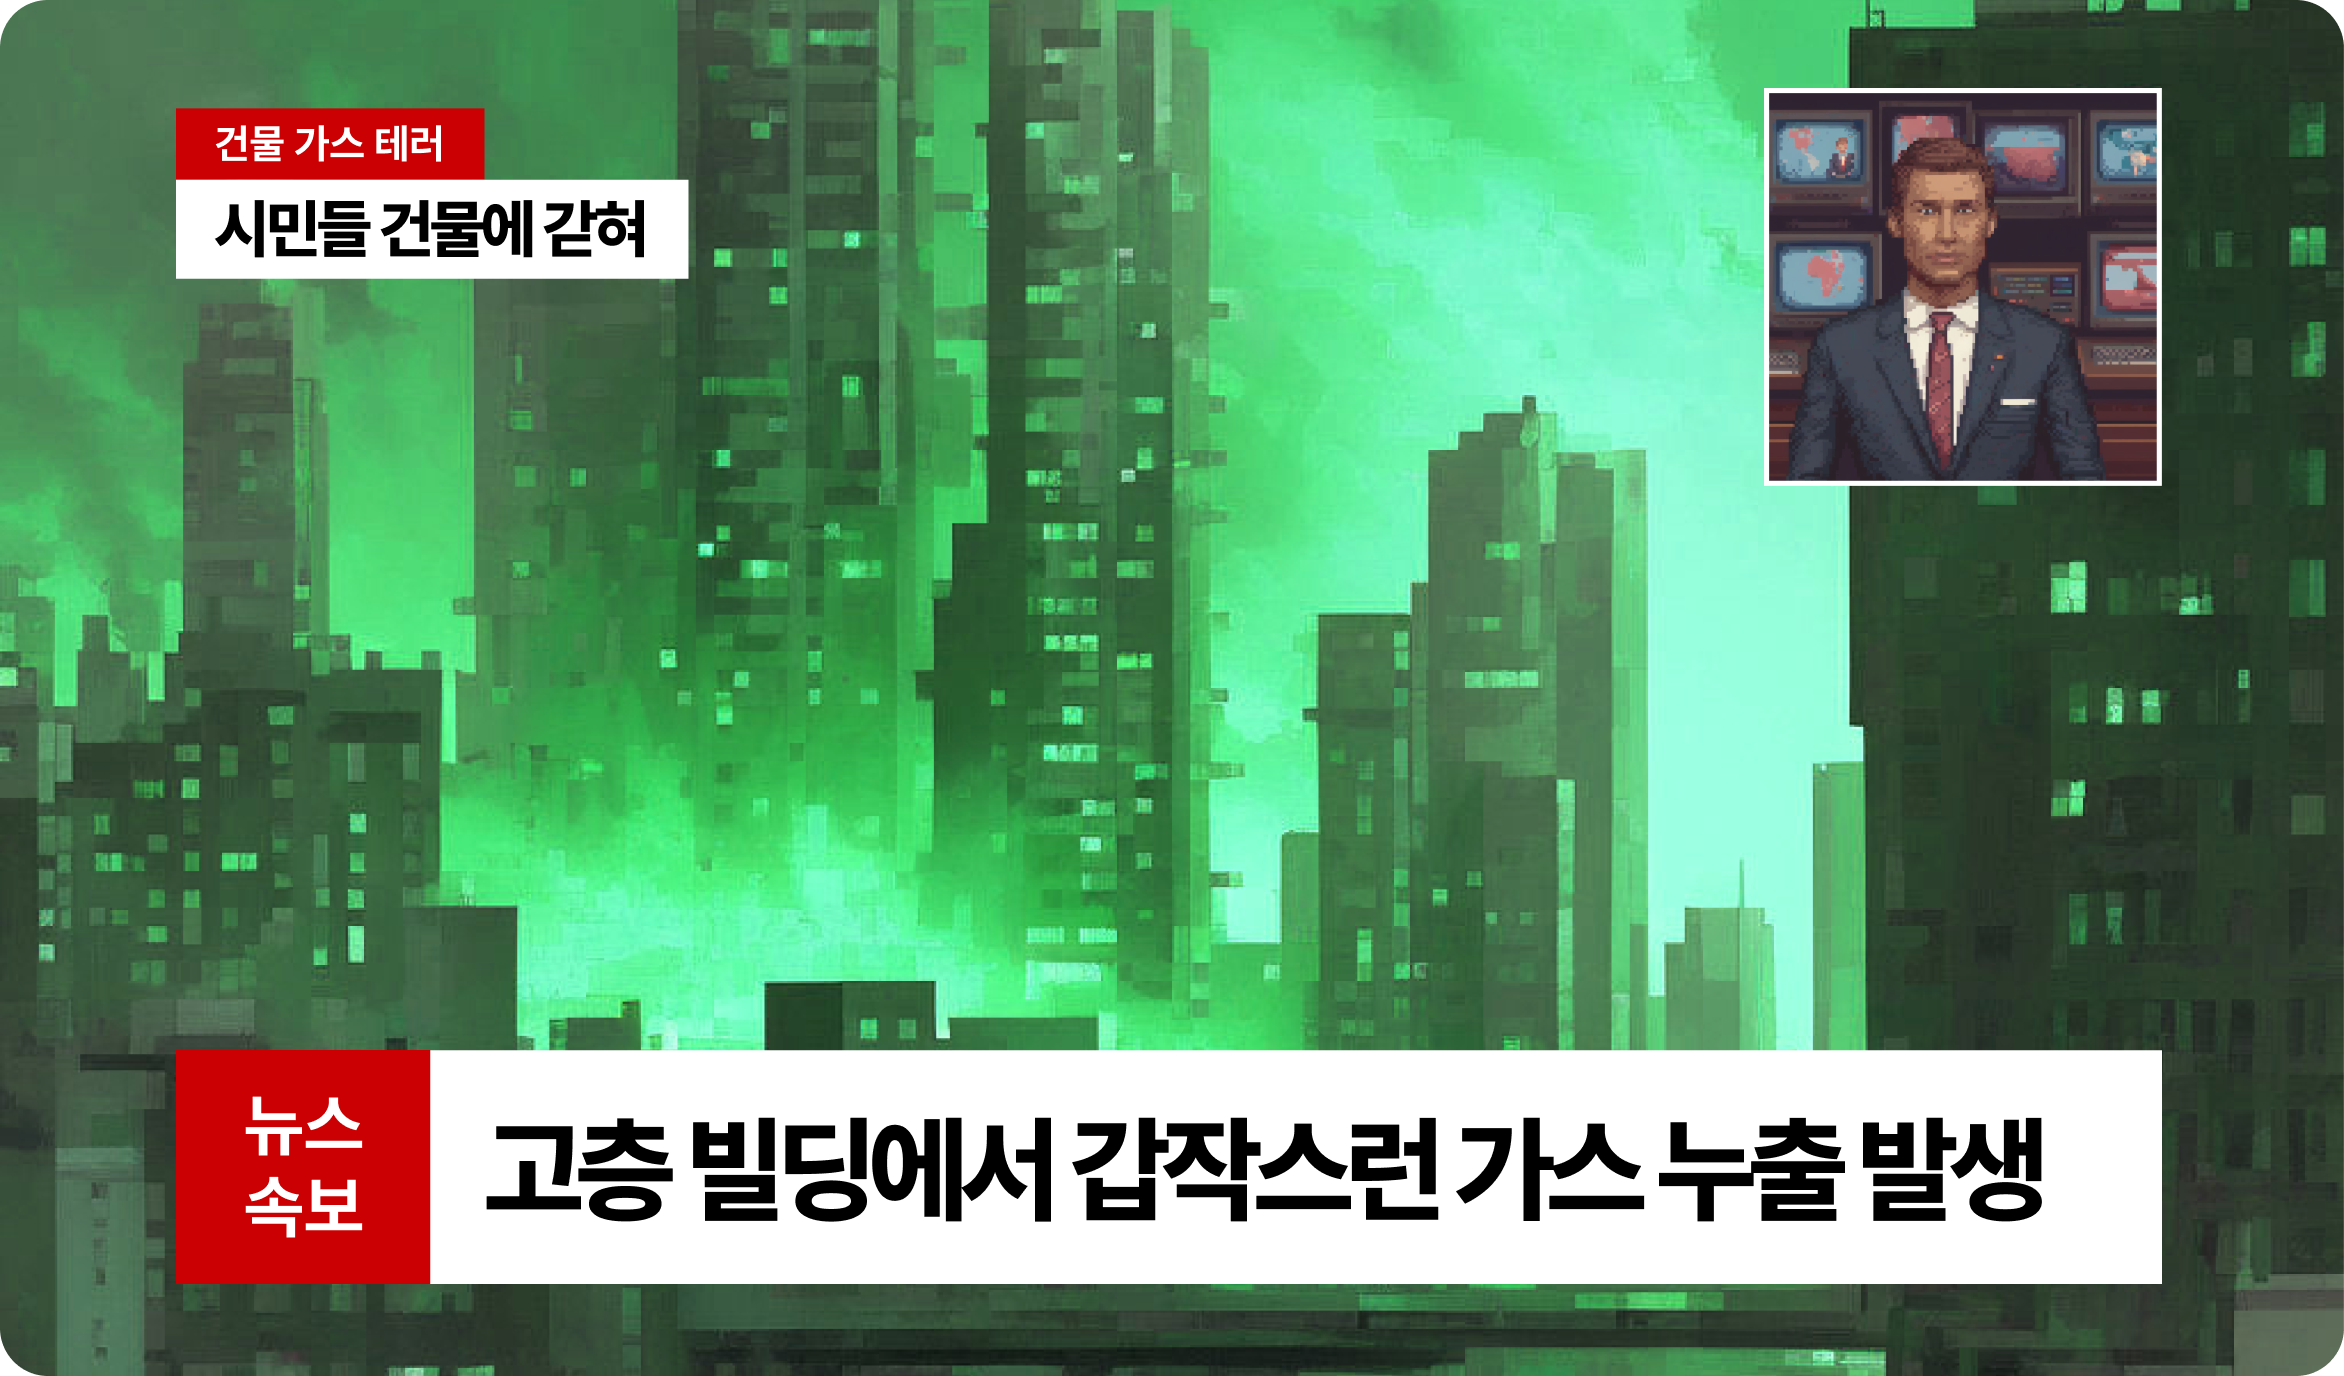 건물 가스 테러
시민들 건물에 갇혀
뉴스
속보
고층 빌딩에서 갑작스런 가스 누출 발생